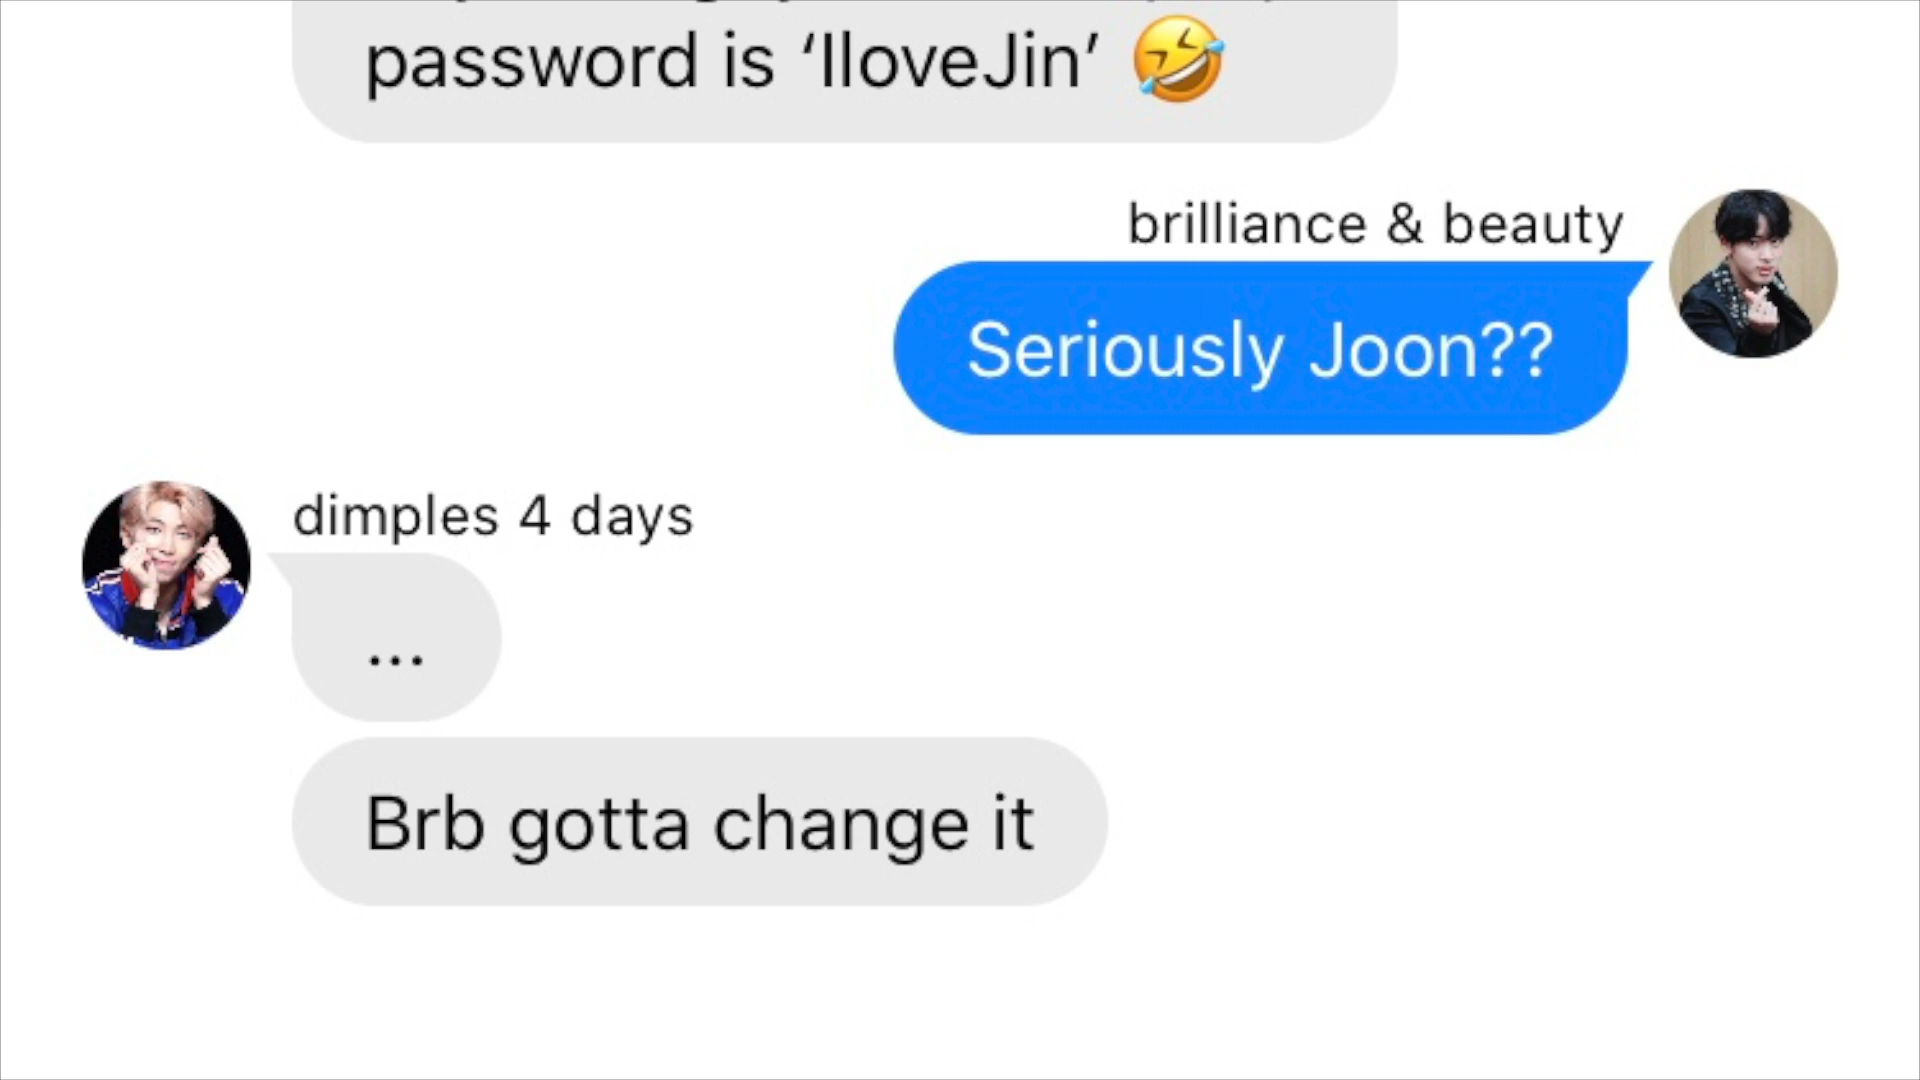 password is ‘IloveJin’ 🤣
brilliance & beauty
Seriously Joon??
dimples 4 days
...
Brb gotta change it